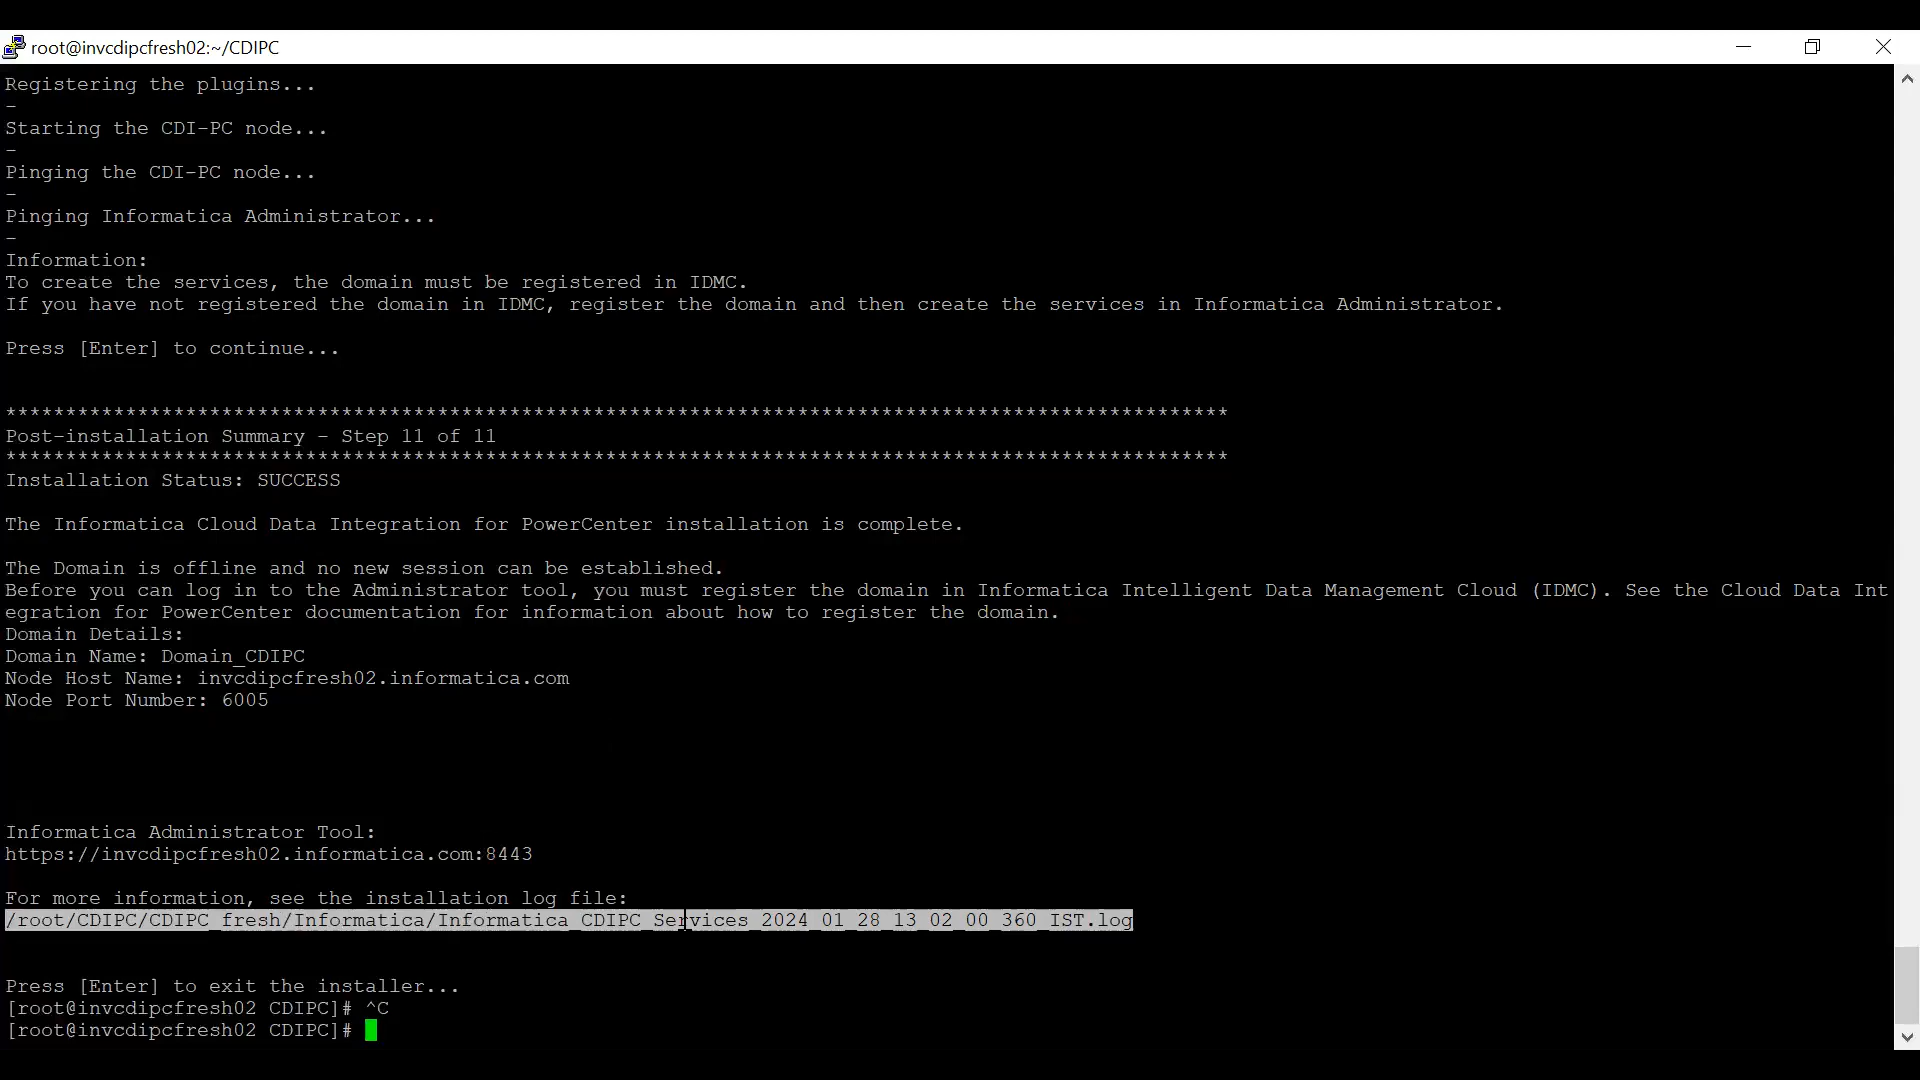 root@invcdipcfresh02:~/CDIPC
Registering the plugins...
-
Starting the CDI-PC node...
-
Pinging the CDI-PC node...
-
Pinging Informatica Administrator...
-
Information:
To create the services, the domain must be registered in IDMC.
If you have not registered the domain in IDMC, register the domain and then create the services in Informatica Administrator.
Press [Enter] to continue...
******************************************************************************************************
Post-installation Summary - Step 11 of 11
******************************************************************************************************
Installation Status: SUCCESS
The Informatica Cloud Data Integration for PowerCenter installation is complete.
The Domain is offline and no new session can be established.
Before you can log in to the Administrator tool, you must register the domain in Informatica Intelligent Data Management Cloud (IDMC). See the Cloud Data Int
egration for PowerCenter documentation for information about how to register the domain.
Domain Details:
Domain Name: Domain_CDIPC
Node Host Name: invcdipcfresh02.informatica.com
Node Port Number: 6005
Informatica Administrator Tool:
https://invcdipcfresh02.informatica.com:8443
For more information, see the installation log file:
/root/CDIPC/CDIPC_fresh/Informatica/Informatica_CDIPC_Services_2024_01_28_13_02_00_360_IST.log
Press [Enter] to exit the installer...
[root@invcdipcfresh02 CDIPC]# ^C
[root@invcdipcfresh02 CDIPC]#